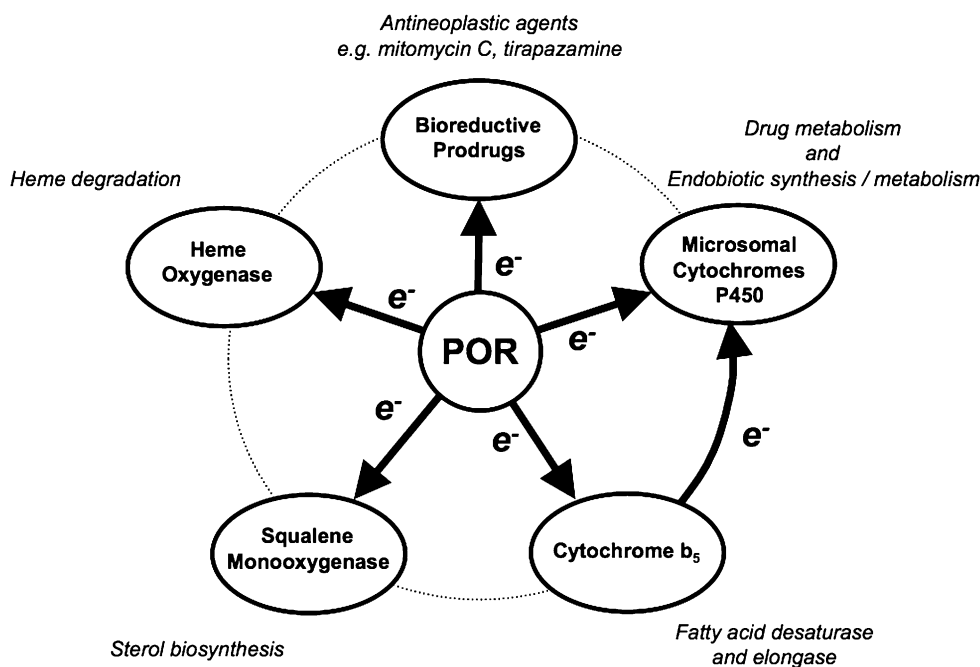 Antineoplastic agents
e.g. mitomycin C, tirapazamine
Bioreductive
Prodrugs
Drug metabolism
and
Endobiotic synthesis / metabolism
Heme degradation
Heme
Oxygenase
Microsomal
Cytochromes
P450
e-
e-
e-
POR
e-
e-
e-
Squalene
Monooxygenase
Cytochrome b5
Sterol biosynthesis
Fatty acid desaturase
and elongase